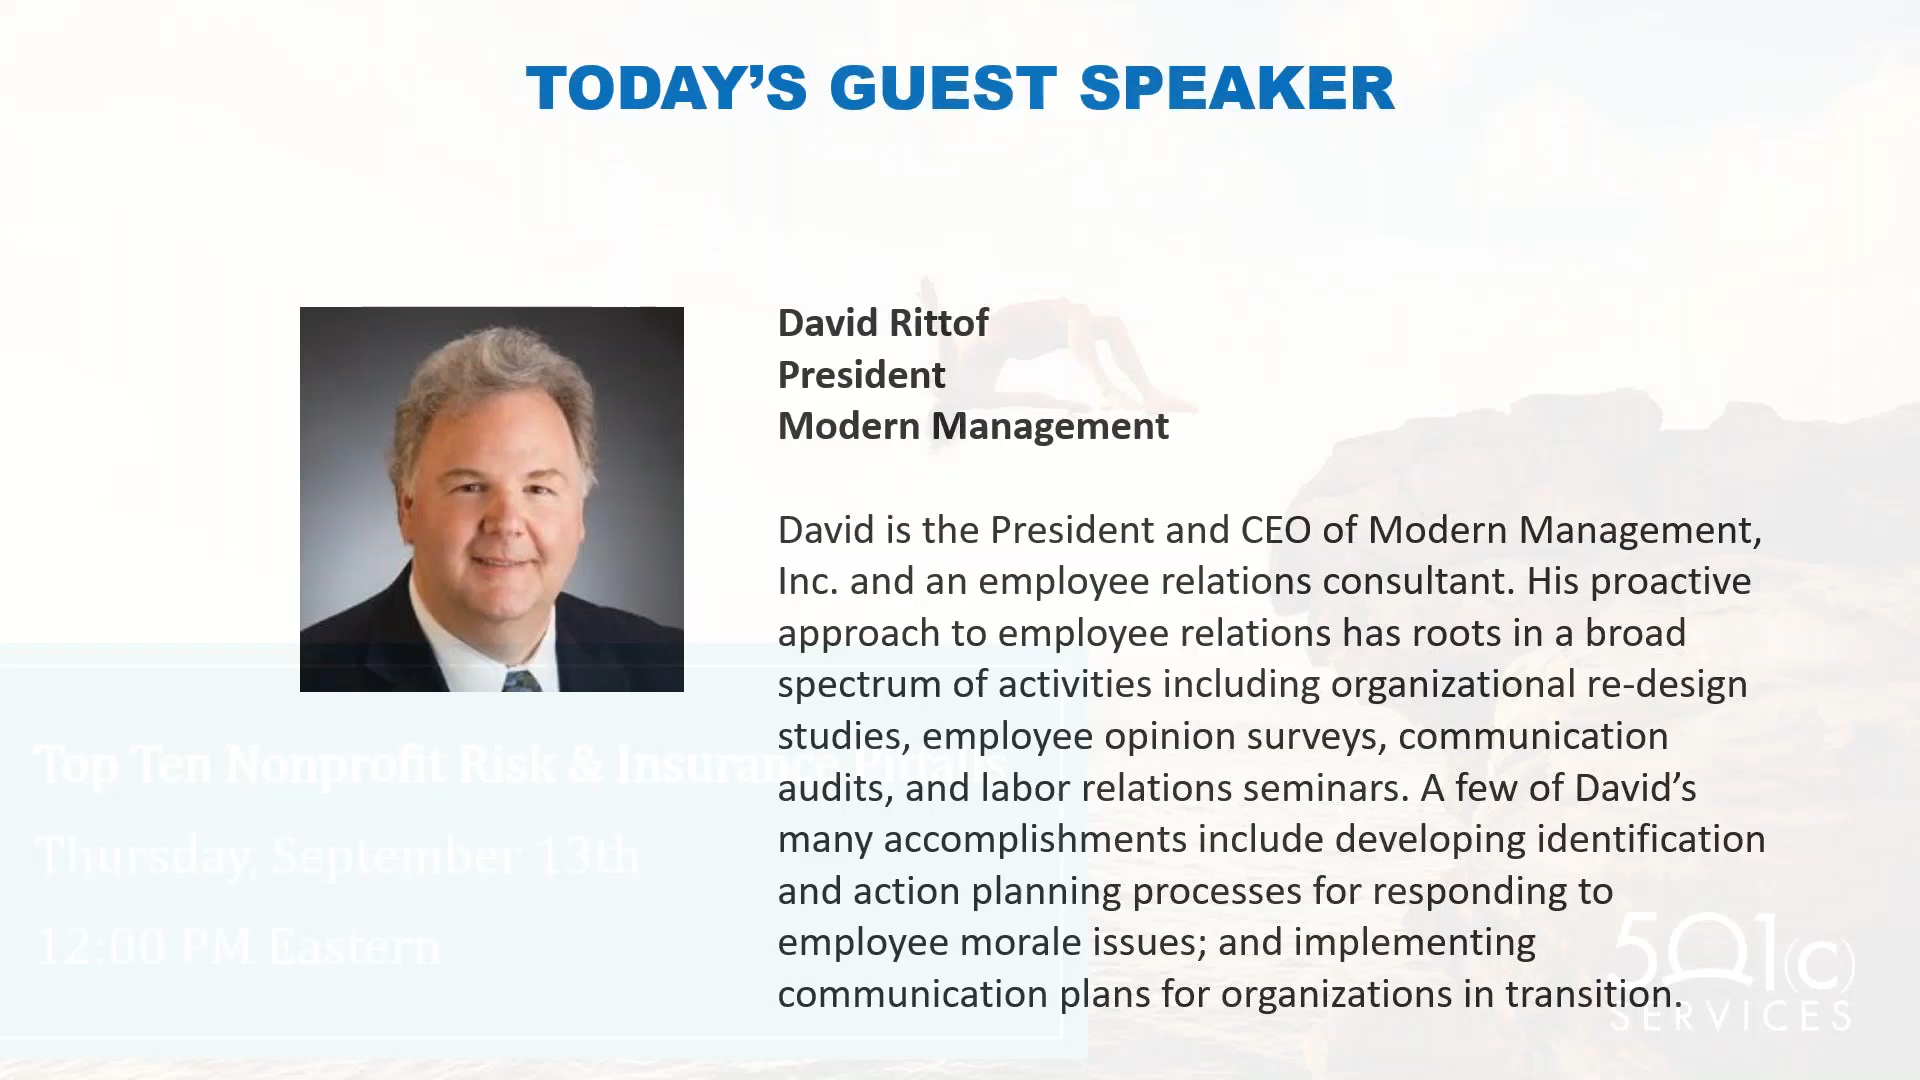 TODAY’S GUEST SPEAKER
David Rittof
President
Modern Management
David is the President and CEO of Modern Management,
Inc. and an employee relations consultant. His proactive
approach to employee relations has roots in a broad
spectrum of activities including organizational re-design
studies, employee opinion surveys, communication
audits, and labor relations seminars. A few of David’s
many accomplishments include developing identification
and action planning processes for responding to
employee morale issues; and implementing
communication plans for organizations in transition.
Top Ten Nonprofit Risk & Insurance Pitfalls
Thursday, September 13th
12:00 PM Eastern
501(c)
SERVICES